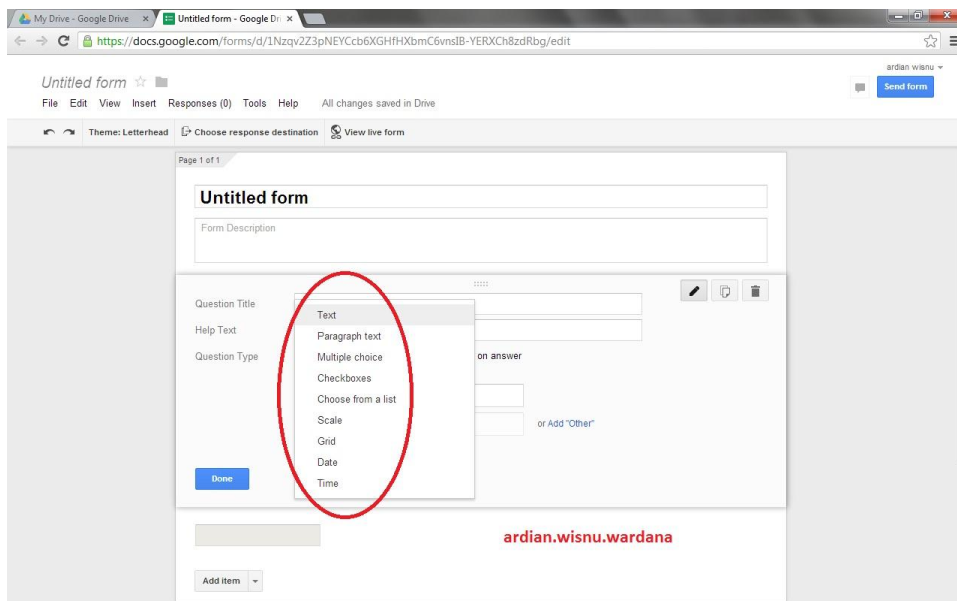 My Drive - Google Drive
Untitled form - Google Dri
https://docs.google.com/forms/d/1Nzqv2Z3pNEYCcb6XGHfHXbmC6vnsIB-YERXCh8zdRbg/edit
ardian wisnu
Untitled form
Send form
File Edit View Insert Responses (0) Tools Help All changes saved in Drive
Theme: Letterhead Choose response destination View live form
Page 1 of 1
Untitled form
Form Description
Question Title
Text
Help Text
Paragraph text
Question Type
Multiple choice
on answer
Checkboxes
Choose from a list
Scale
or Add "Other"
Grid
Date
Done
Time
ardian.wisnu.wardana
Add item